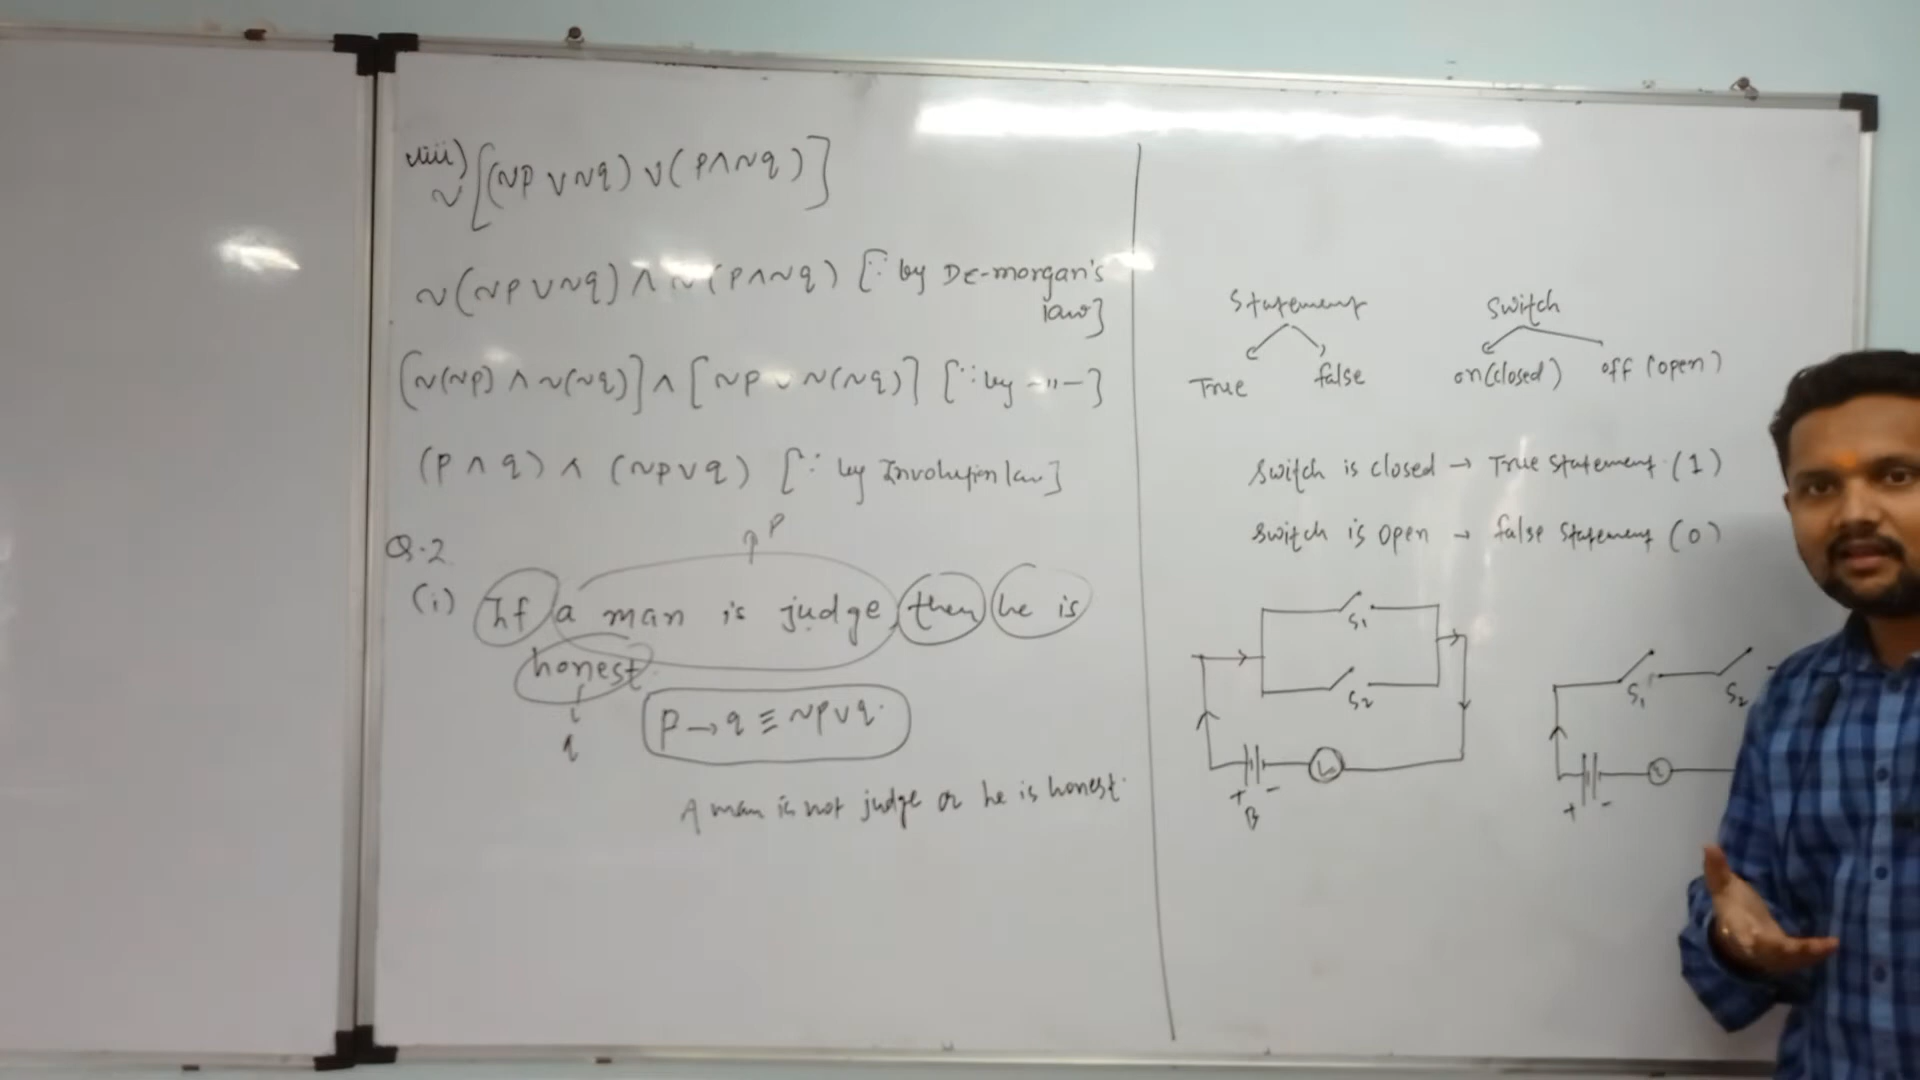 viii)
~[(~p ∨ ~q) ∨ (p ∧ ~q)]
~(~p ∨ ~q) ∧ ~(p ∧ ~q) [∵ by De-morgan's
law]
[~(~p) ∧ ~(~q)] ∧ [~p ∨ ~(~q)] [∵ by -"-]
(p ∧ q) ∧ (~p ∨ q) [∵ by Involution law]
p
Q.2
(i) If a man is judge, then he is
honest.
q
p → q ≡ ~p ∨ q.
A man is not judge or he is honest.
Statement
True false
Switch
on(closed) off (open)
Switch is closed → True Statement (1)
Switch is open → false Statement (0)
S1
S2
L
+ -
B
S1 S2
L
+ -